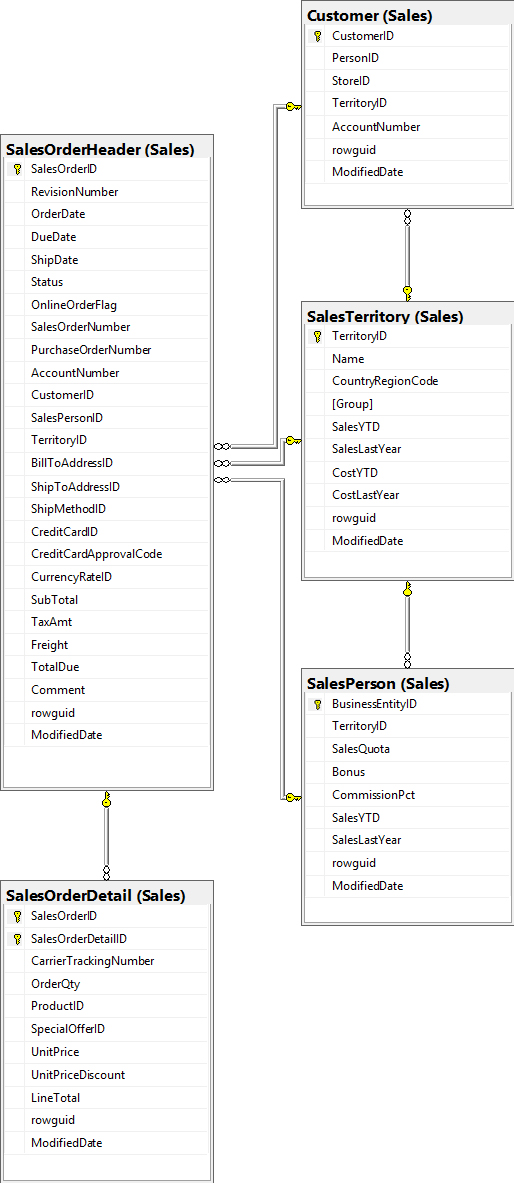 Customer (Sales)
CustomerID
PersonID
StoreID
TerritoryID
AccountNumber
rowguid
ModifiedDate
SalesOrderHeader (Sales)
SalesOrderID
RevisionNumber
OrderDate
DueDate
ShipDate
Status
OnlineOrderFlag
SalesOrderNumber
PurchaseOrderNumber
AccountNumber
CustomerID
SalesPersonID
TerritoryID
BillToAddressID
ShipToAddressID
ShipMethodID
CreditCardID
CreditCardApprovalCode
CurrencyRateID
SubTotal
TaxAmt
Freight
TotalDue
Comment
rowguid
ModifiedDate
SalesTerritory (Sales)
TerritoryID
Name
CountryRegionCode
[Group]
SalesYTD
SalesLastYear
CostYTD
CostLastYear
rowguid
ModifiedDate
SalesPerson (Sales)
BusinessEntityID
TerritoryID
SalesQuota
Bonus
CommissionPct
SalesYTD
SalesLastYear
rowguid
ModifiedDate
SalesOrderDetail (Sales)
SalesOrderID
SalesOrderDetailID
CarrierTrackingNumber
OrderQty
ProductID
SpecialOfferID
UnitPrice
UnitPriceDiscount
LineTotal
rowguid
ModifiedDate